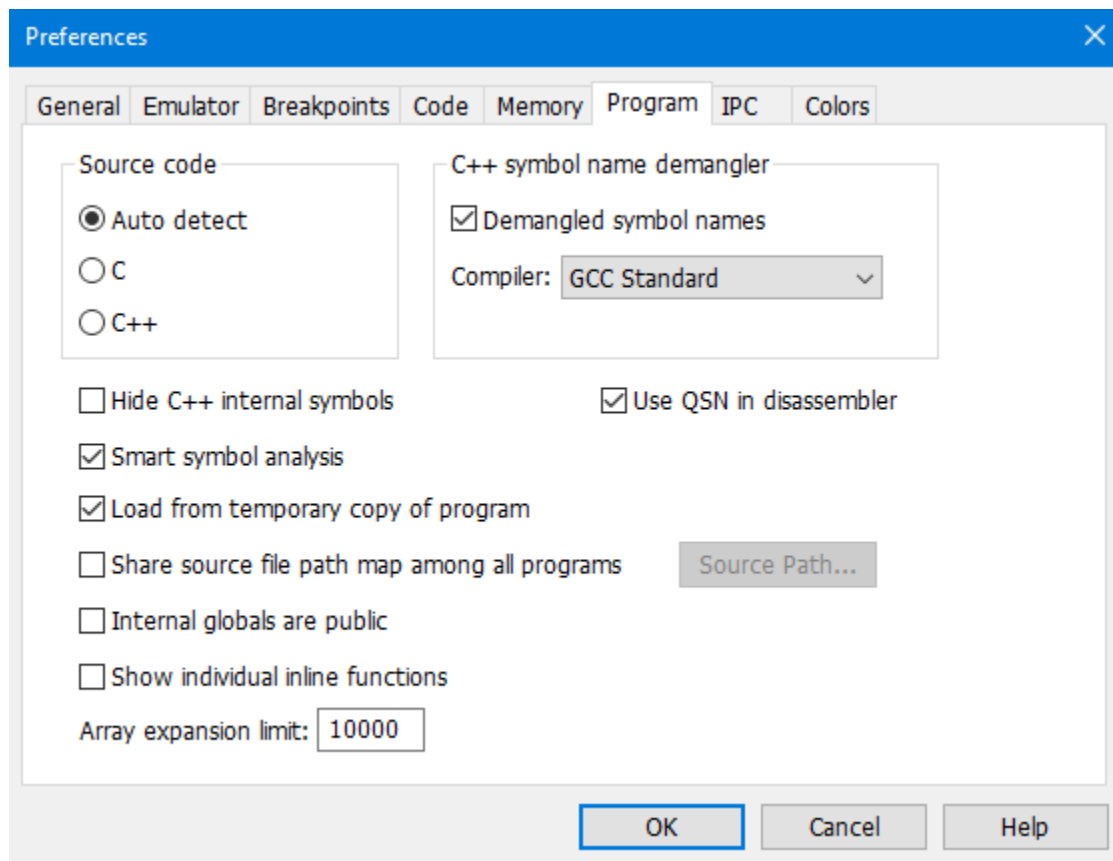 Preferences
General Emulator Breakpoints Code Memory Program IPC Colors
Source code
Auto detect
C
C++
C++ symbol name demangler
Demangled symbol names
Compiler: GCC Standard
Hide C++ internal symbols
Use QSN in disassembler
Smart symbol analysis
Load from temporary copy of program
Share source file path map among all programs
Source Path...
Internal globals are public
Show individual inline functions
Array expansion limit: 10000
OK Cancel Help